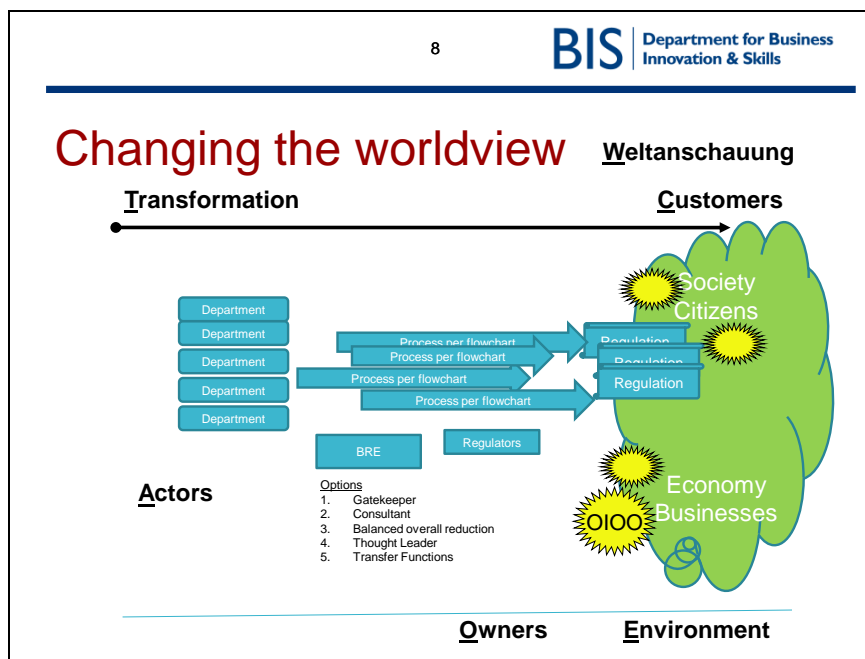 8
BIS
Department for Business
Innovation & Skills
Changing the worldview
Weltanschauung
Transformation
Customers
Society
Citizens
Department
Department
Department
Department
Department
Process per flowchart
Process per flowchart
Process per flowchart
Process per flowchart
Regulation
Regulation
Regulation
BRE
Regulators
Actors
Options
1. Gatekeeper
2. Consultant
3. Balanced overall reduction
4. Thought Leader
5. Transfer Functions
Economy
Businesses
OIOO
Owners
Environment